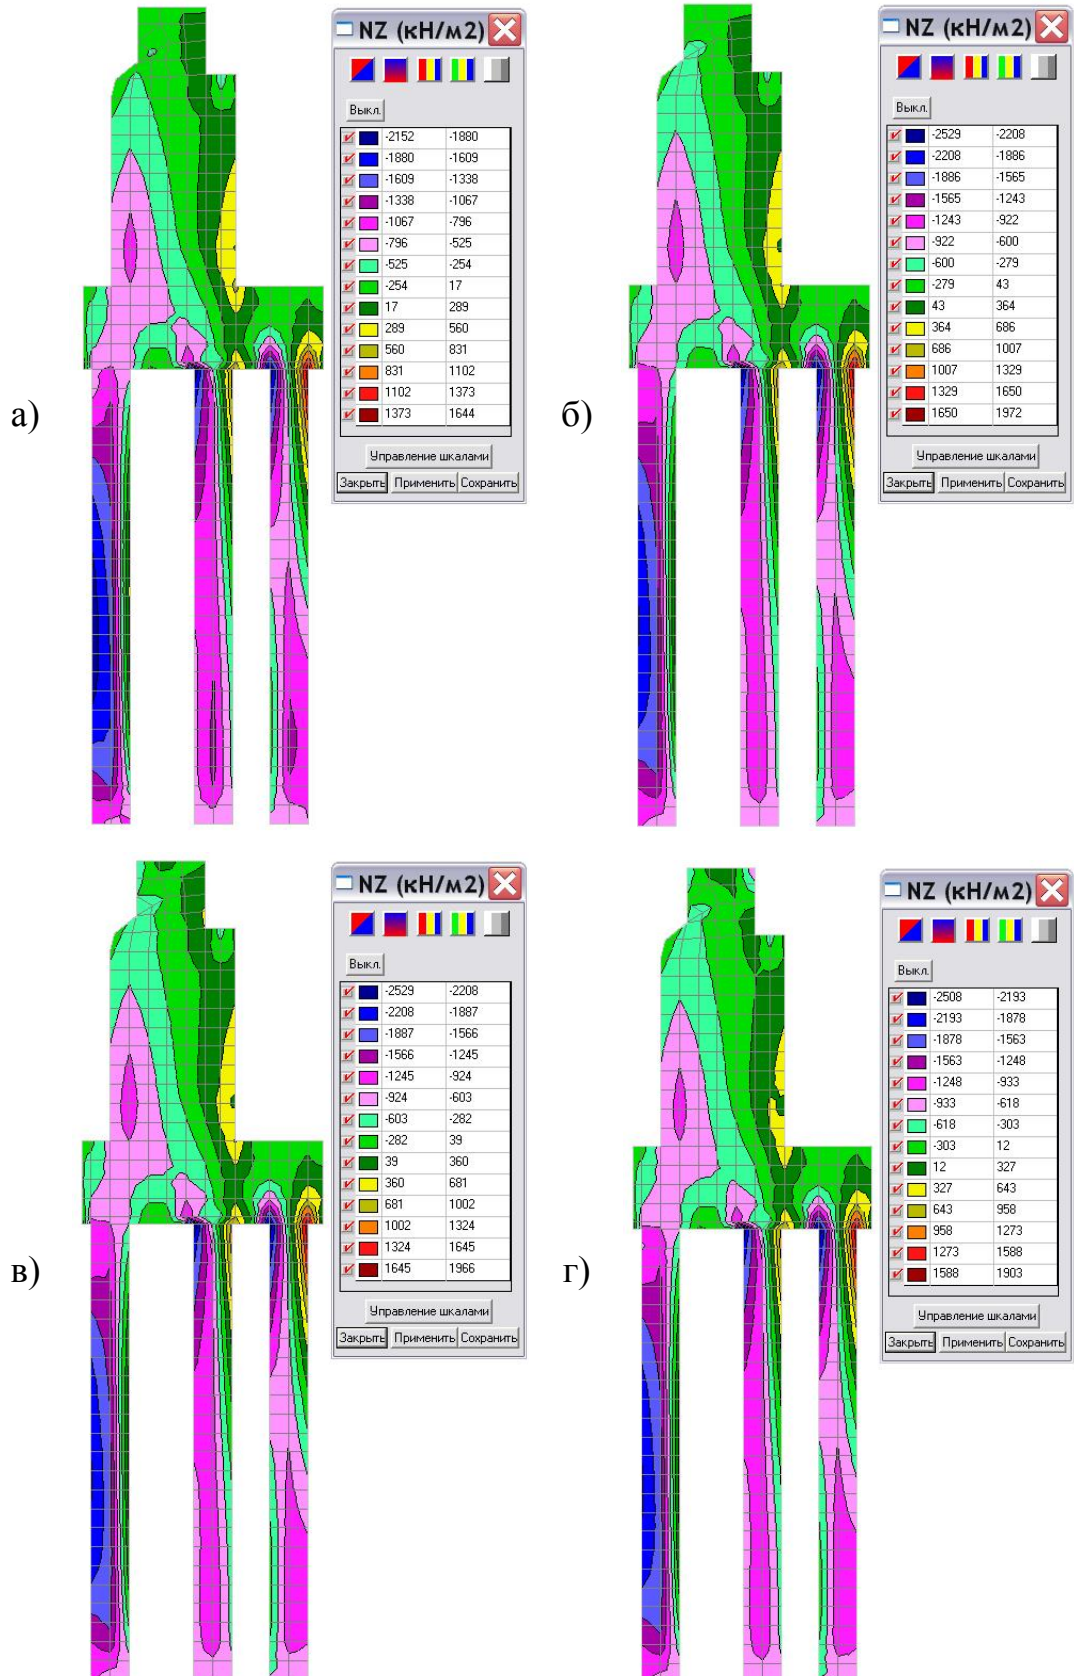 а)
NZ (кН/м2)
Выкл.
-2152 -1880
-1880 -1609
-1609 -1338
-1338 -1067
-1067 -796
-796 -525
-525 -254
-254 17
17 289
289 560
560 831
831 1102
1102 1373
1373 1644
Управление шкалами
Закрыть Применить Сохранить
б)
NZ (кН/м2)
Выкл.
-2529 -2208
-2208 -1886
-1886 -1565
-1565 -1243
-1243 -922
-922 -600
-600 -279
-279 43
43 364
364 686
686 1007
1007 1329
1329 1650
1650 1972
Управление шкалами
Закрыть Применить Сохранить
в)
NZ (кН/м2)
Выкл.
-2529 -2208
-2208 -1887
-1887 -1566
-1566 -1245
-1245 -924
-924 -603
-603 -282
-282 39
39 360
360 681
681 1002
1002 1324
1324 1645
1645 1966
Управление шкалами
Закрыть Применить Сохранить
г)
NZ (кН/м2)
Выкл.
-2508 -2193
-2193 -1878
-1878 -1563
-1563 -1248
-1248 -933
-933 -618
-618 -303
-303 12
12 327
327 643
643 958
958 1273
1273 1588
1588 1903
Управление шкалами
Закрыть Применить Сохранить